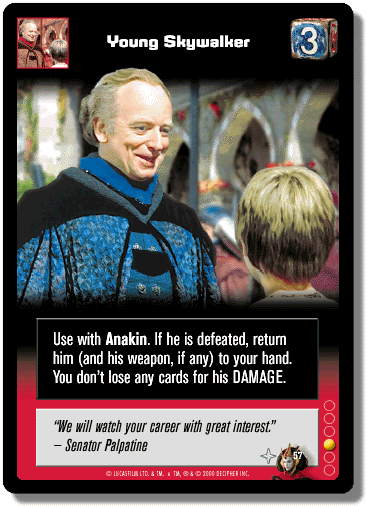 Young Skywalker
3
Use with Anakin. If he is defeated, return
him (and his weapon, if any) to your hand.
You don't lose any cards for his DAMAGE.
"We will watch your career with great interest."
– Senator Palpatine
57
© LUCASFILM LTD. & TM. & TM, ® & © 2000 DECIPHER INC.